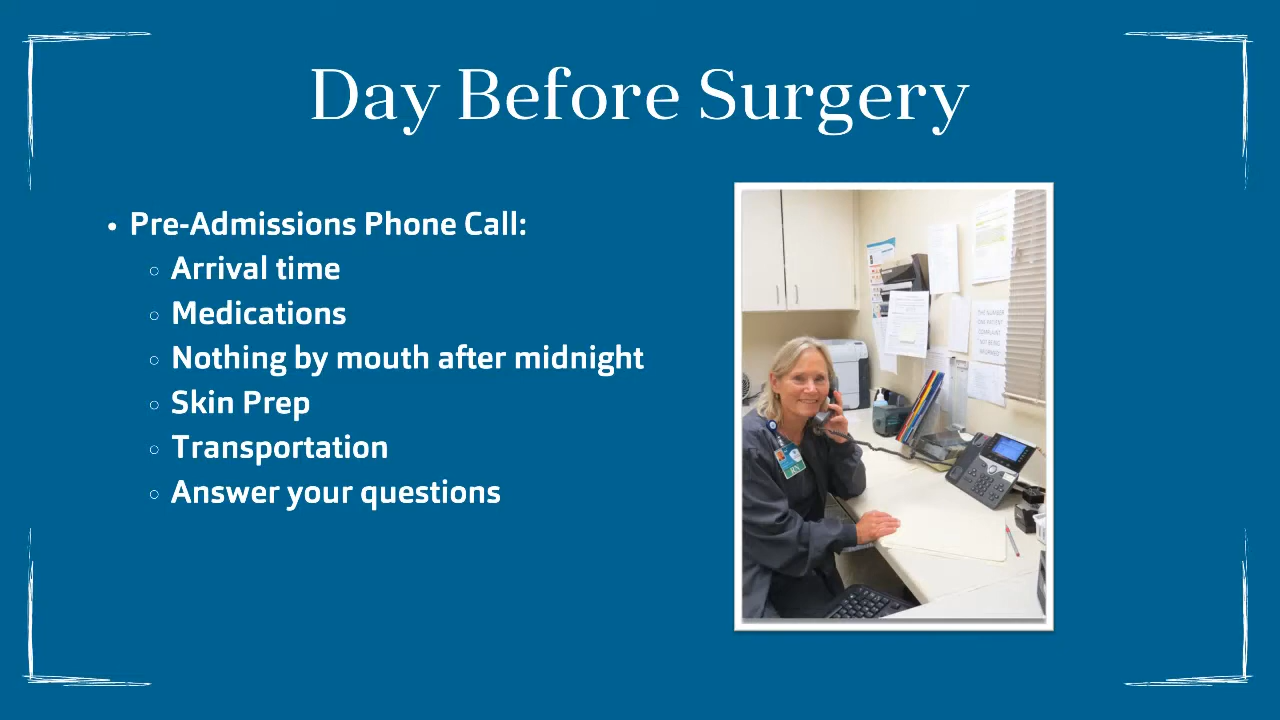 Day Before Surgery
Pre-Admissions Phone Call:
Arrival time
Medications
Nothing by mouth after midnight
Skin Prep
Transportation
Answer your questions
RN